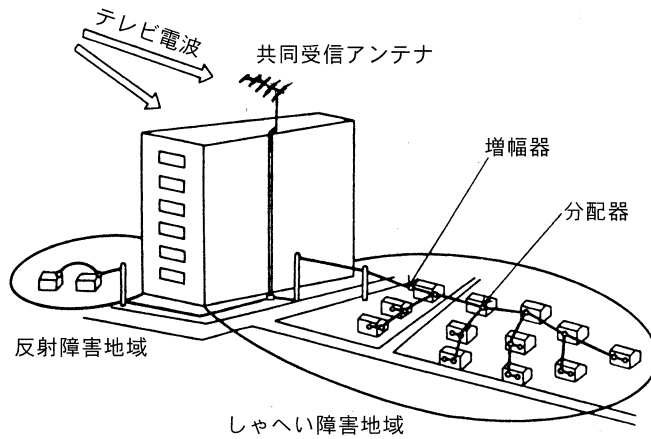 テレビ電波
共同受信アンテナ
増幅器
分配器
反射障害地域
しゃへい障害地域